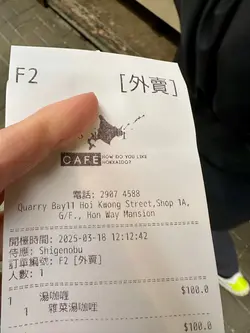 F2 [外賣]
CAFE HOW DO YOU LIKE
HOKKAIDO?
電話: 2907 4588
Quarry Bay11 Hoi Kwong Street,Shop 1A,
G/F., Hon Way Mansion
開檯時間: 2025-03-18 12:12:42
侍應: Shigenobu
訂單編號: F2 [外賣]
人數: 1
1 湯咖喱 $100.0
1 雜菜湯咖喱
$100.0